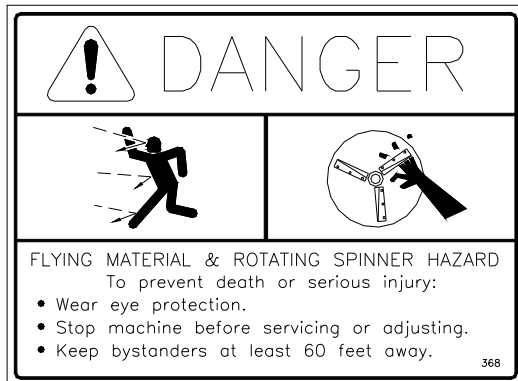 DANGER
FLYING MATERIAL & ROTATING SPINNER HAZARD
To prevent death or serious injury:
• Wear eye protection.
• Stop machine before servicing or adjusting.
• Keep bystanders at least 60 feet away.
368